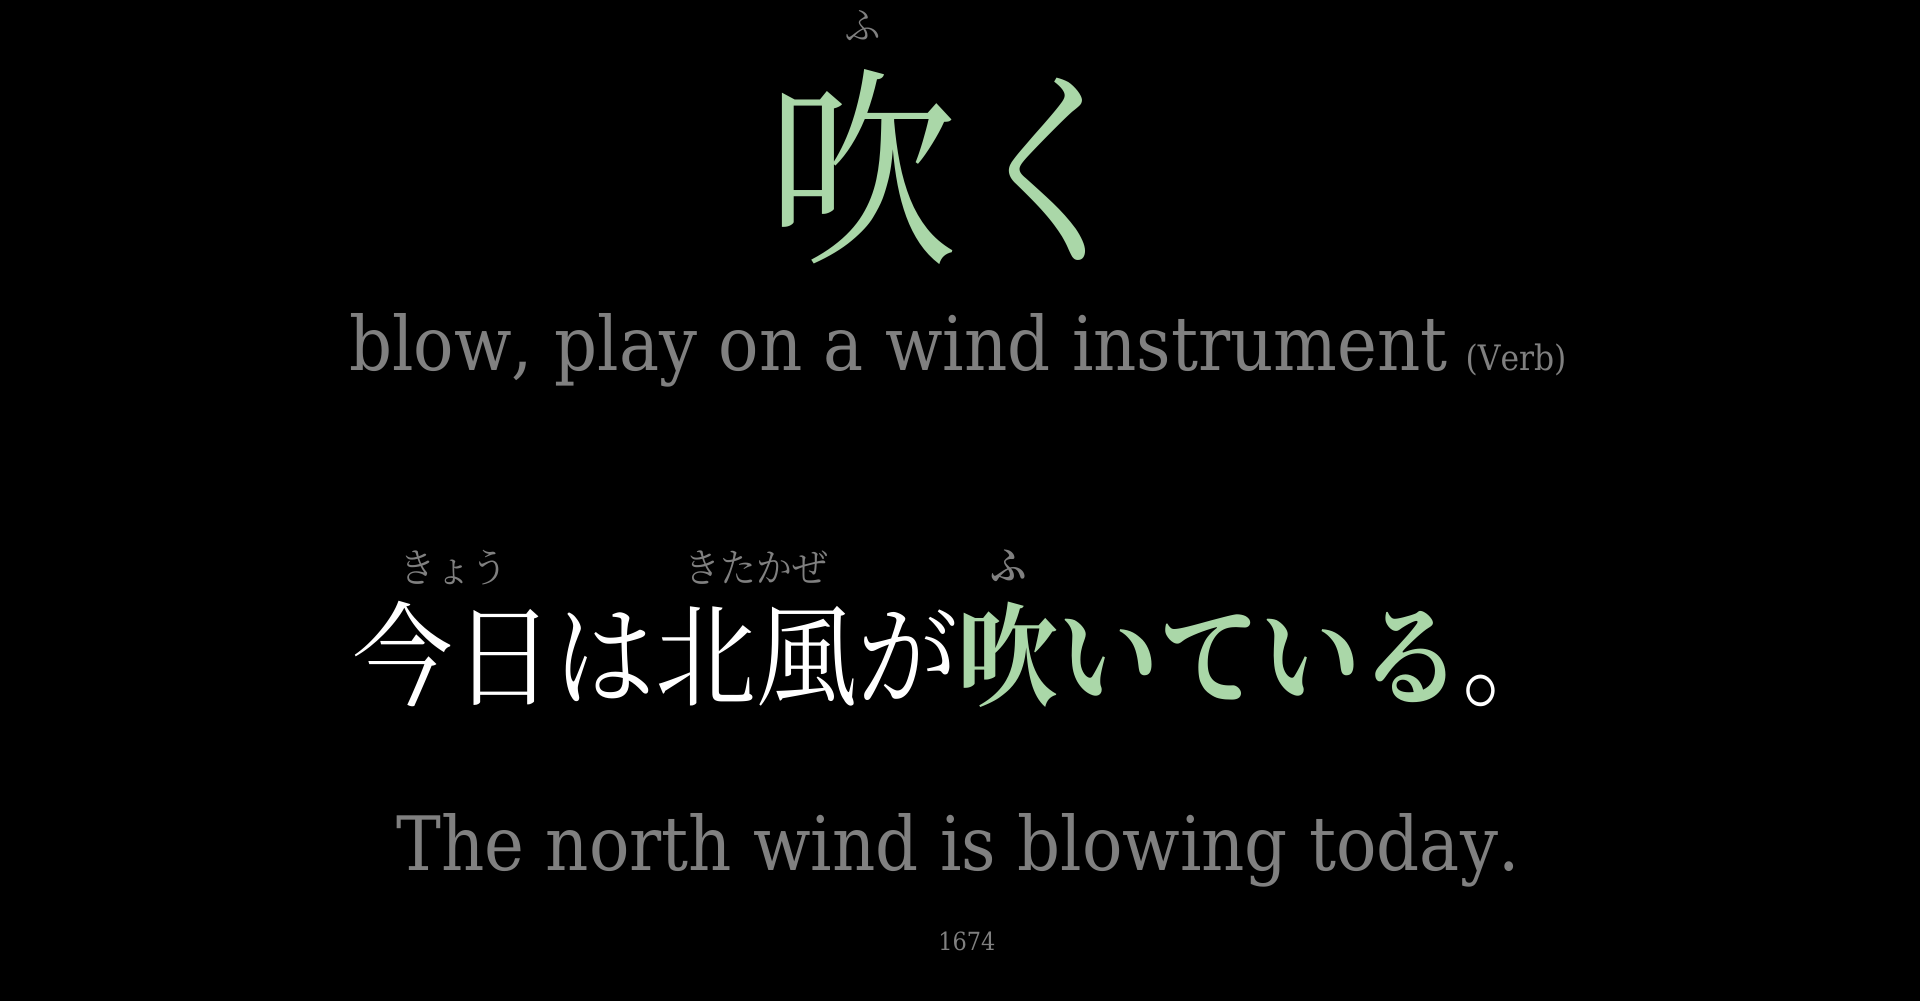 ふ
吹く
blow, play on a wind instrument (Verb)
きょう きたかぜ ふ
今日は北風が吹いている。
The north wind is blowing today.
1674